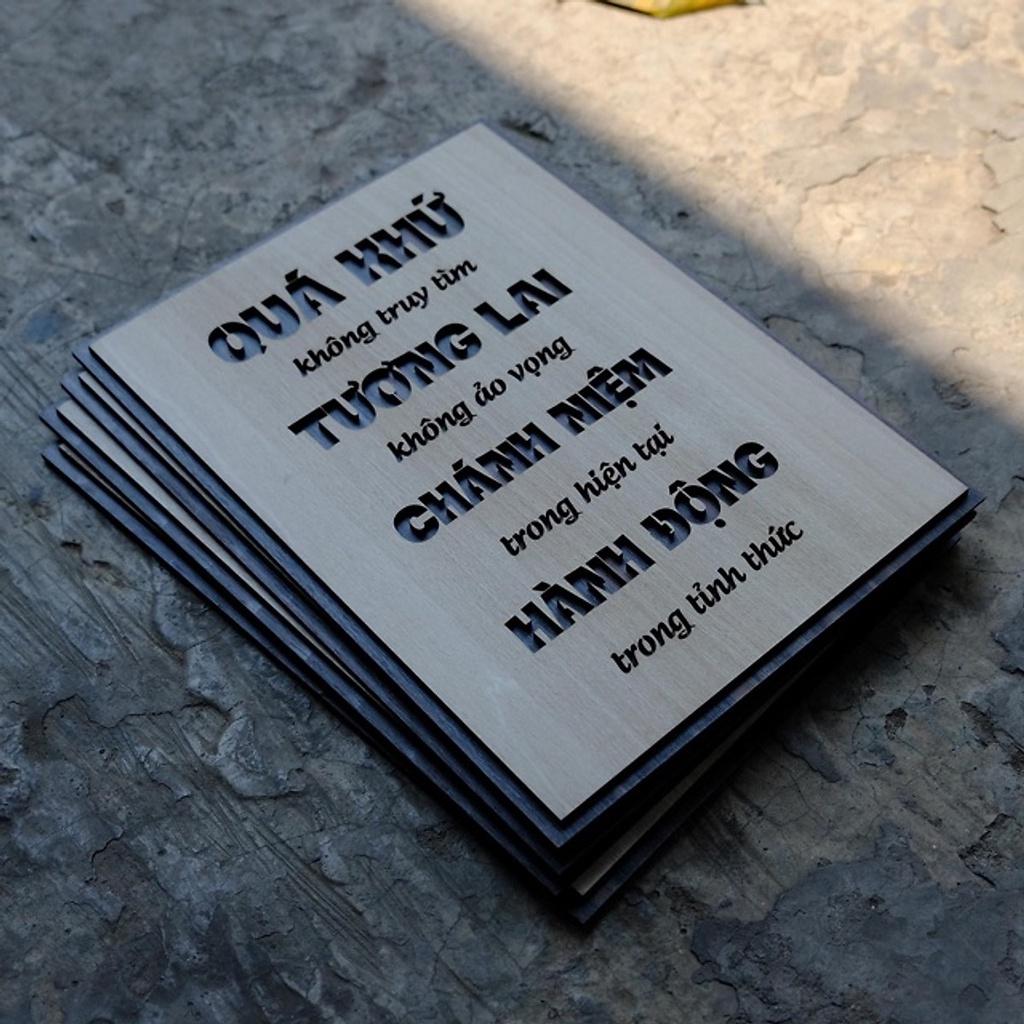 QUÁ KHỨ
không truy tìm
TƯƠNG LAI
không ảo vọng
CHÁNH NIỆM
trong hiện tại
HÀNH ĐỘNG
trong tỉnh thức